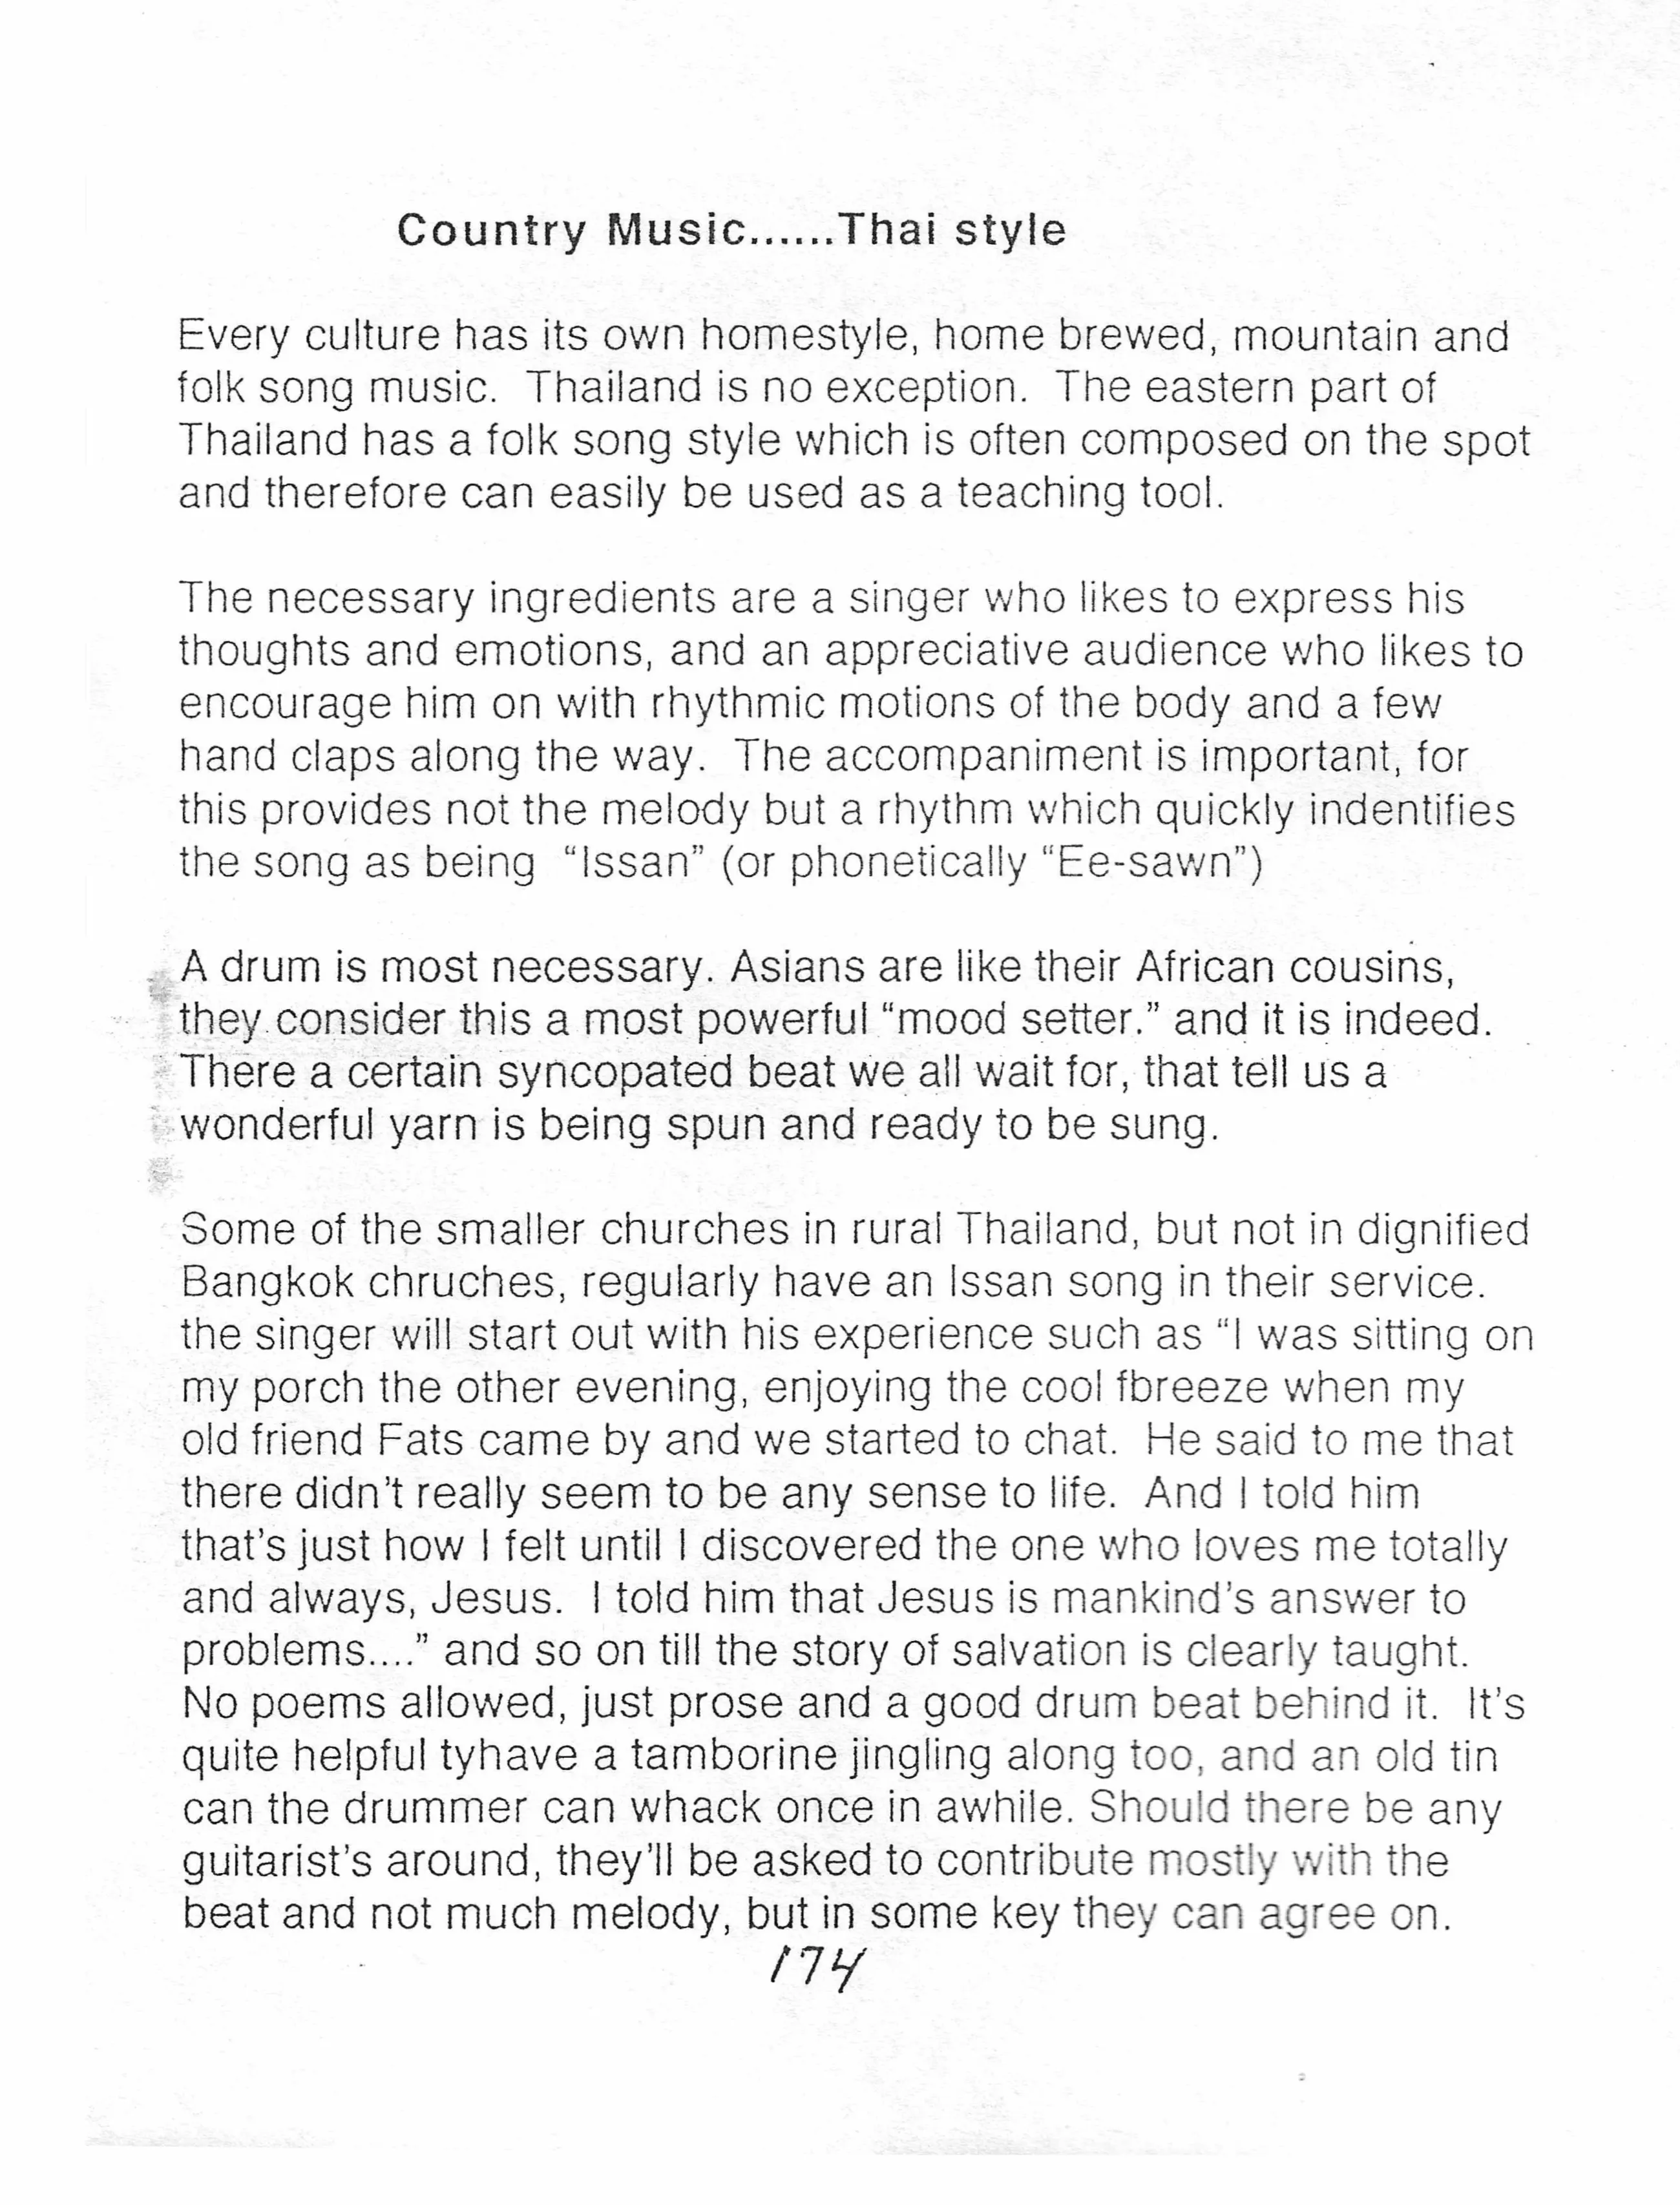 Country Music......Thai style
Every culture has its own homestyle, home brewed, mountain and
folk song music.  Thailand is no exception.  The eastern part of
Thailand has a folk song style which is often composed on the spot
and therefore can easily be used as a teaching tool.
The necessary ingredients are a singer who likes to express his
thoughts and emotions, and an appreciative audience who likes to
encourage him on with rhythmic motions of the body and a few
hand claps along the way.  The accompaniment is important, for
this provides not the melody but a rhythm which quickly indentifies
the song as being  “Issan” (or phonetically “Ee-sawn”)
A drum is most necessary. Asians are like their African cousins,
they consider this a most powerful “mood setter.” and it is indeed.
There a certain syncopated beat we all wait for, that tell us a
wonderful yarn is being spun and ready to be sung.
Some of the smaller churches in rural Thailand, but not in dignified
Bangkok chruches, regularly have an Issan song in their service.
the singer will start out with his experience such as “I was sitting on
my porch the other evening, enjoying the cool fbreeze when my
old friend Fats came by and we started to chat.  He said to me that
there didn't really seem to be any sense to life.  And I told him
that's just how I felt until I discovered the one who loves me totally
and always, Jesus.  I told him that Jesus is mankind's answer to
problems....” and so on till the story of salvation is clearly taught.
No poems allowed, just prose and a good drum beat behind it.  It's
quite helpful tyhave a tamborine jingling along too, and an old tin
can the drummer can whack once in awhile. Should there be any
guitarist's around, they'll be asked to contribute mostly with the
beat and not much melody, but in some key they can agree on.
174